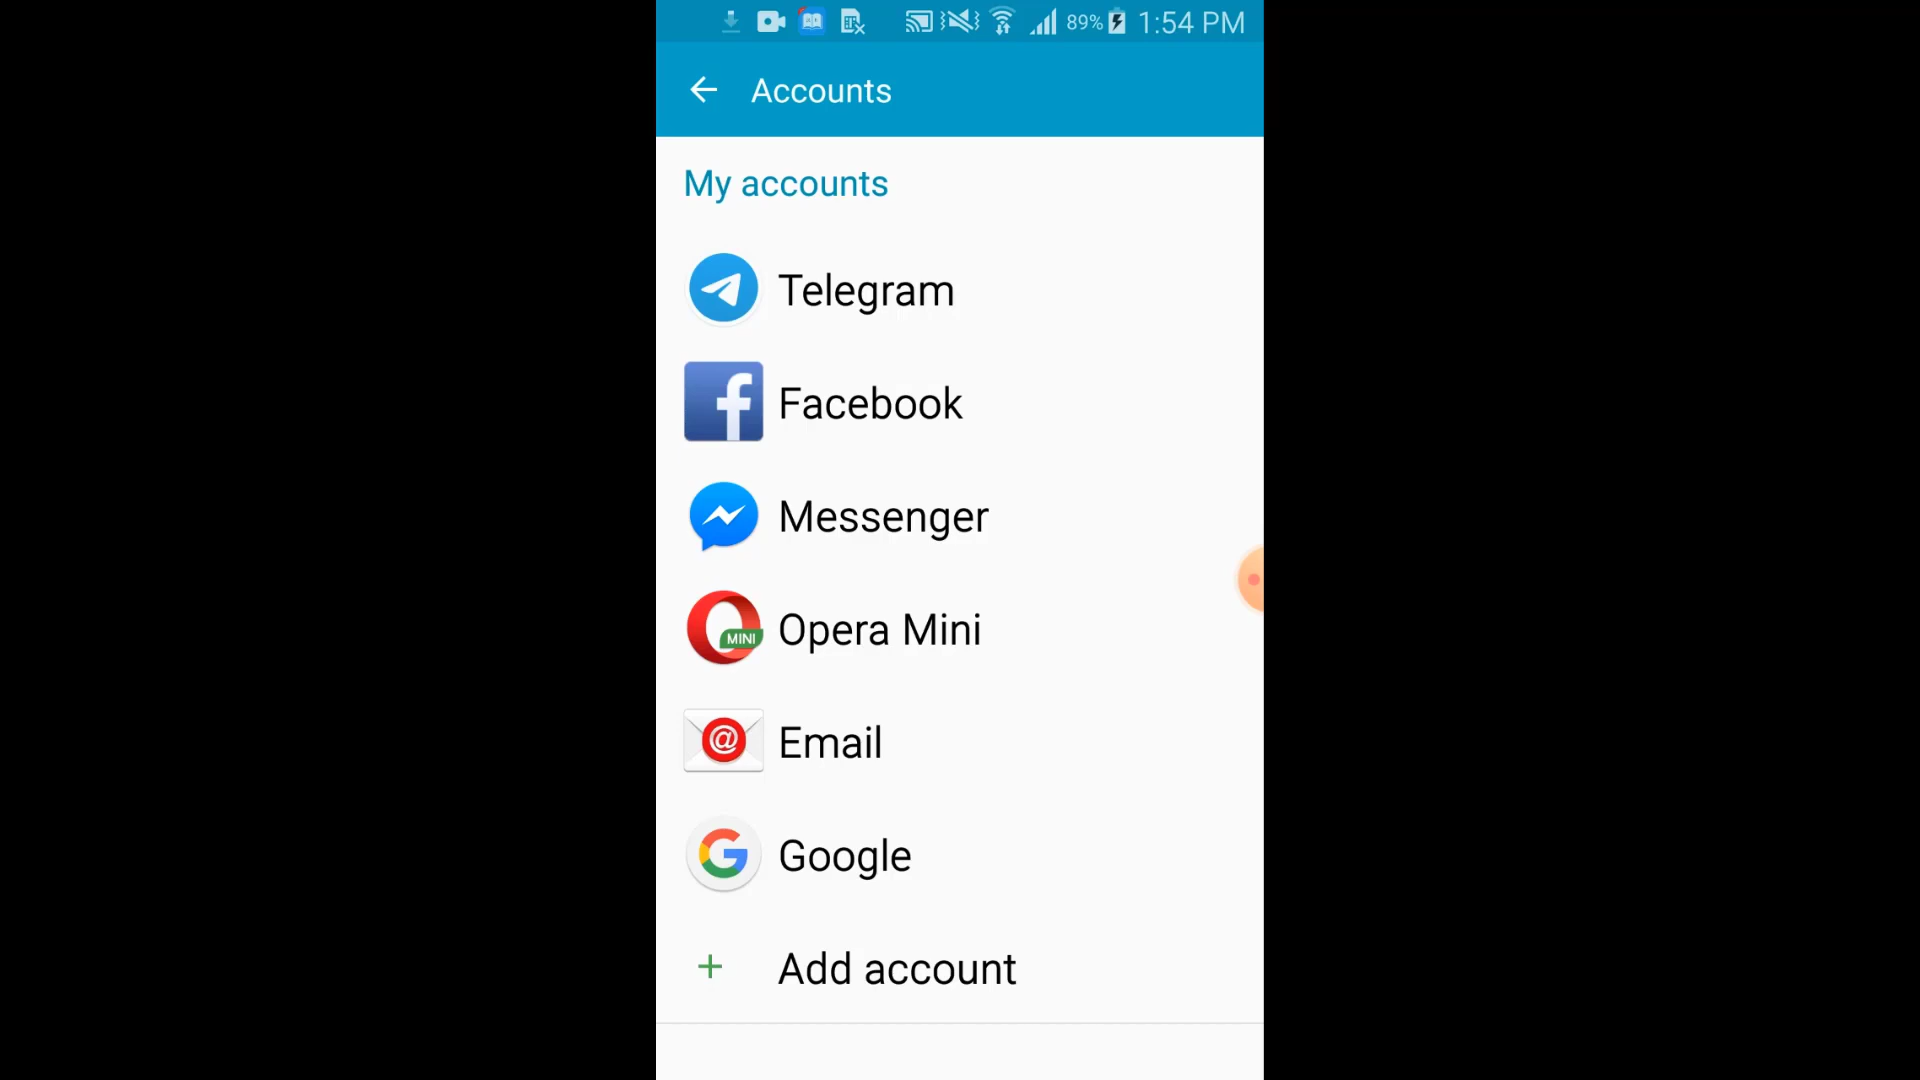 89% 1:54 PM
Accounts
My accounts
Telegram
Facebook
Messenger
MINI Opera Mini
Email
Google
+ Add account